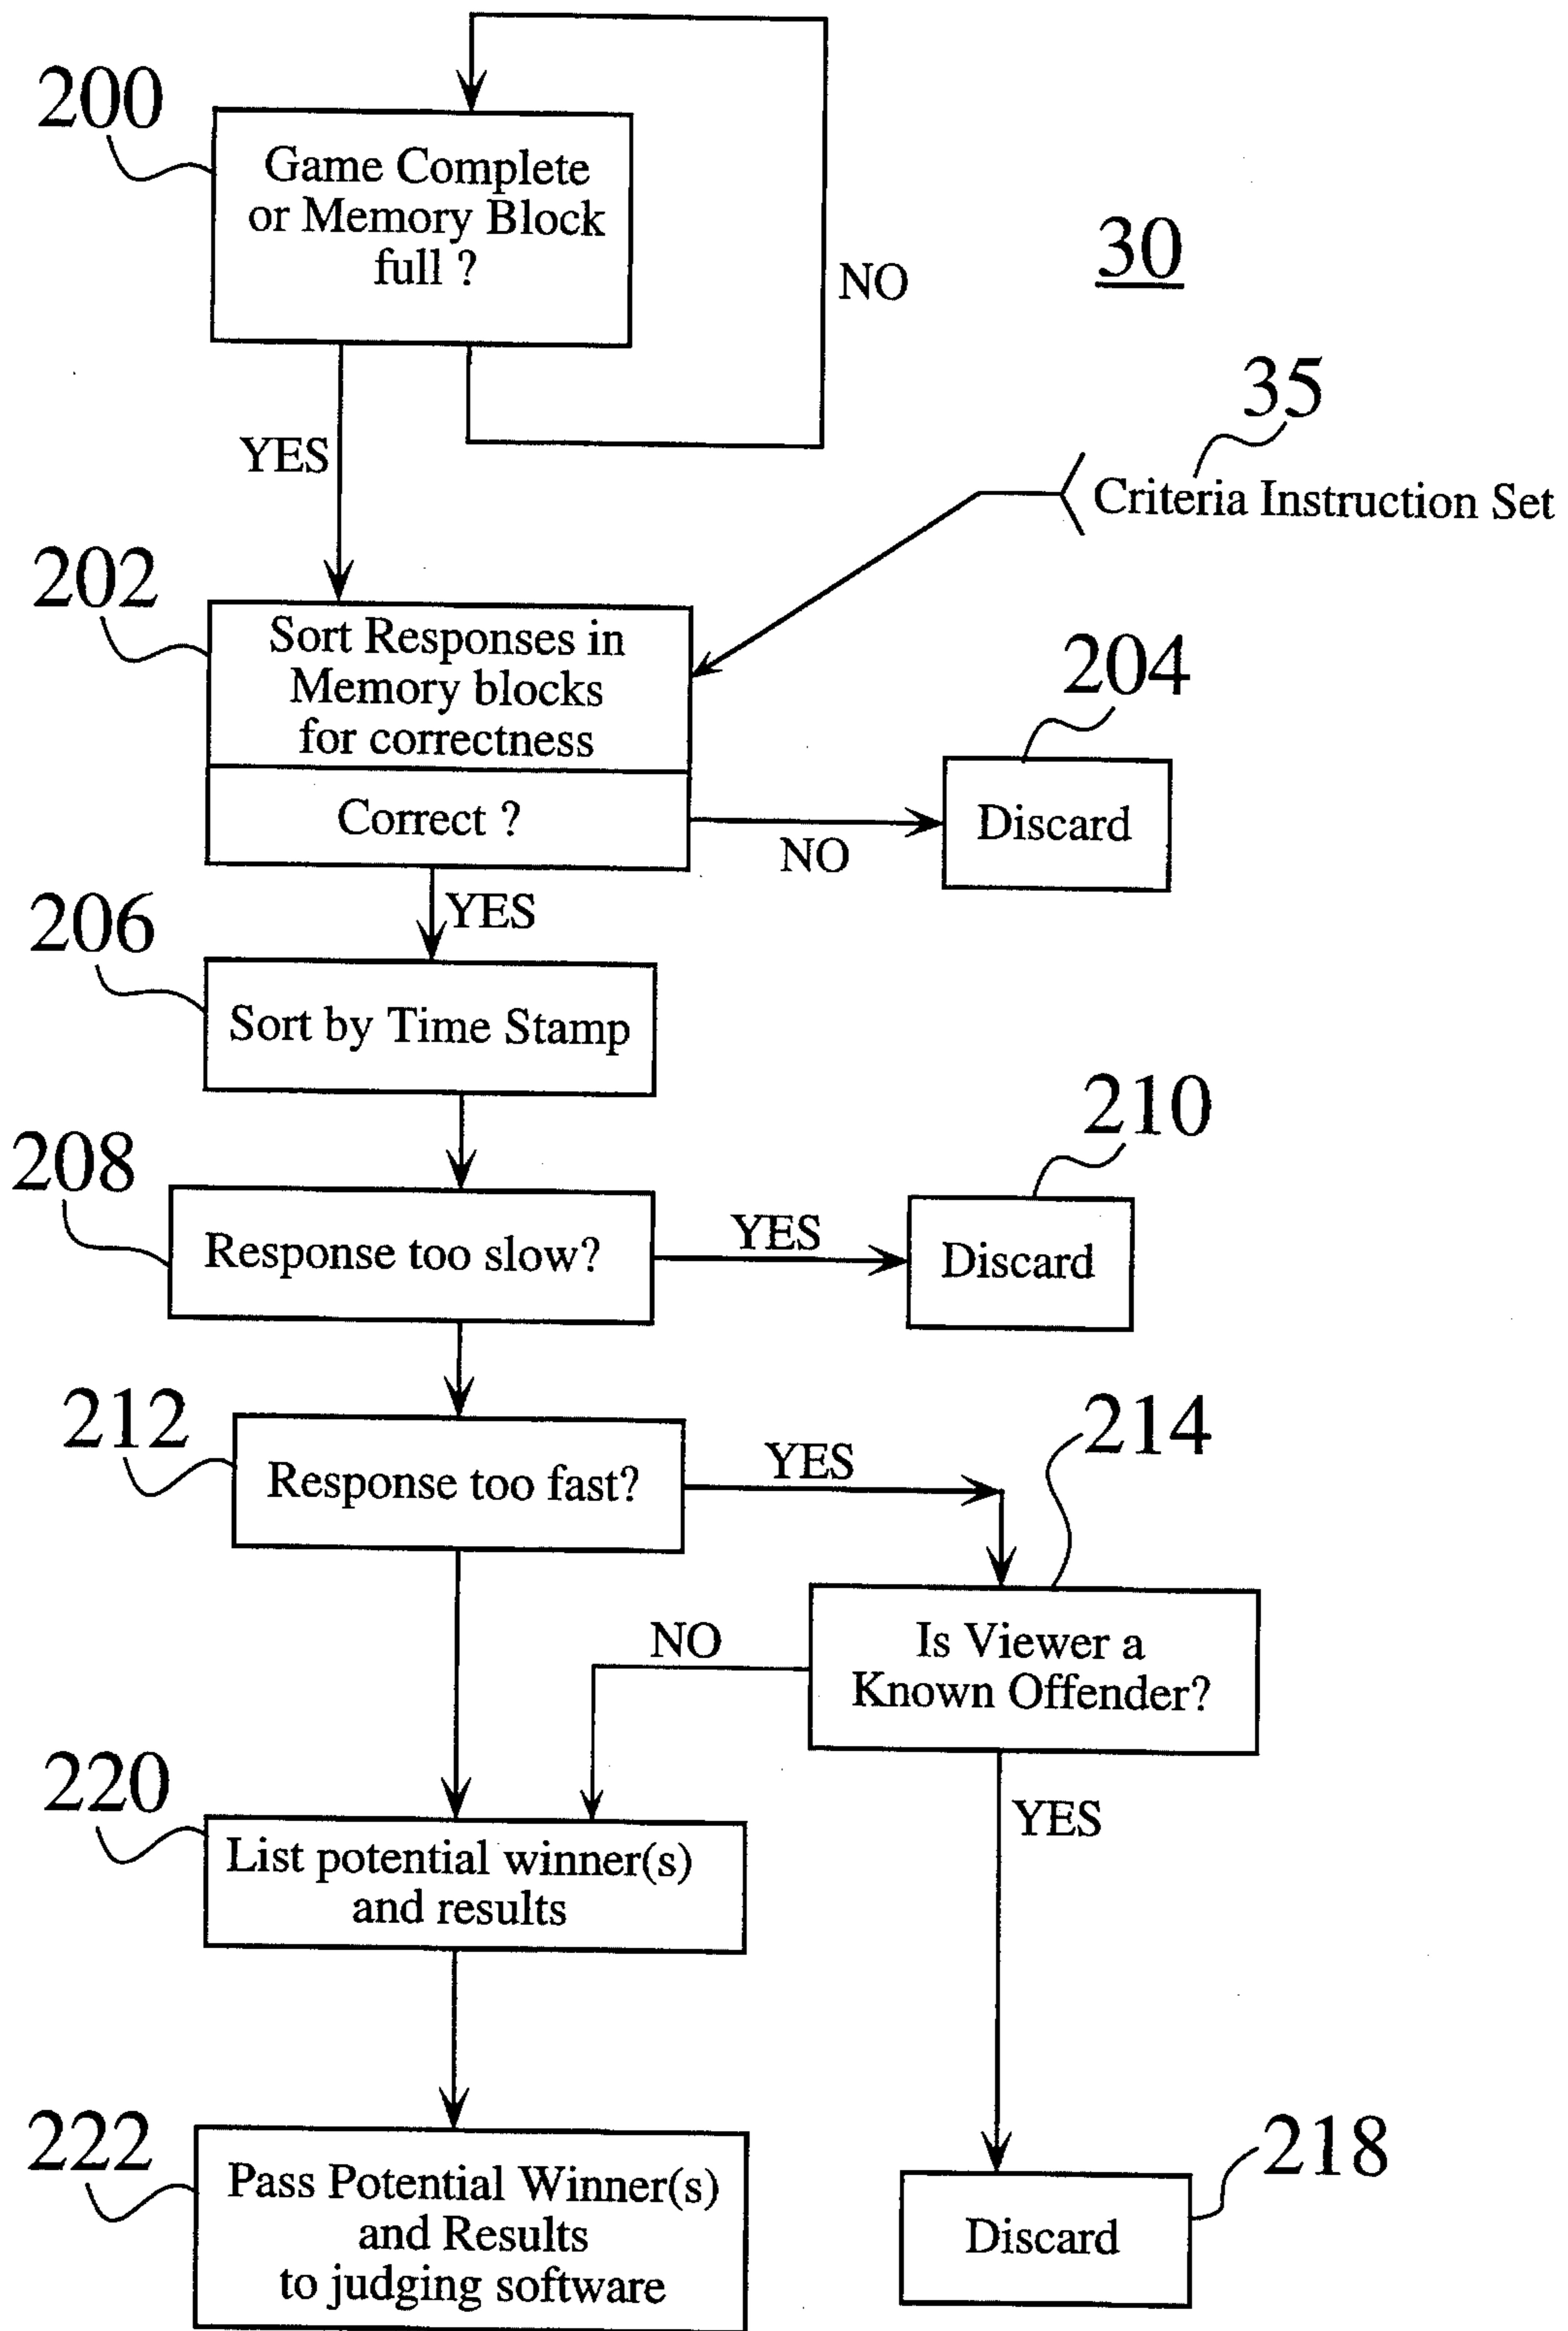 200
Game Complete
or Memory Block
full ?
NO
30
YES
35
Criteria Instruction Set
202
Sort Responses in
Memory blocks
for correctness
204
Correct ?
NO
Discard
YES
206
Sort by Time Stamp
208
210
Response too slow?
YES
Discard
212
Response too fast?
YES
214
Is Viewer a
Known Offender?
NO
220
List potential winner(s)
and results
YES
222
Pass Potential Winner(s)
and Results
to judging software
218
Discard